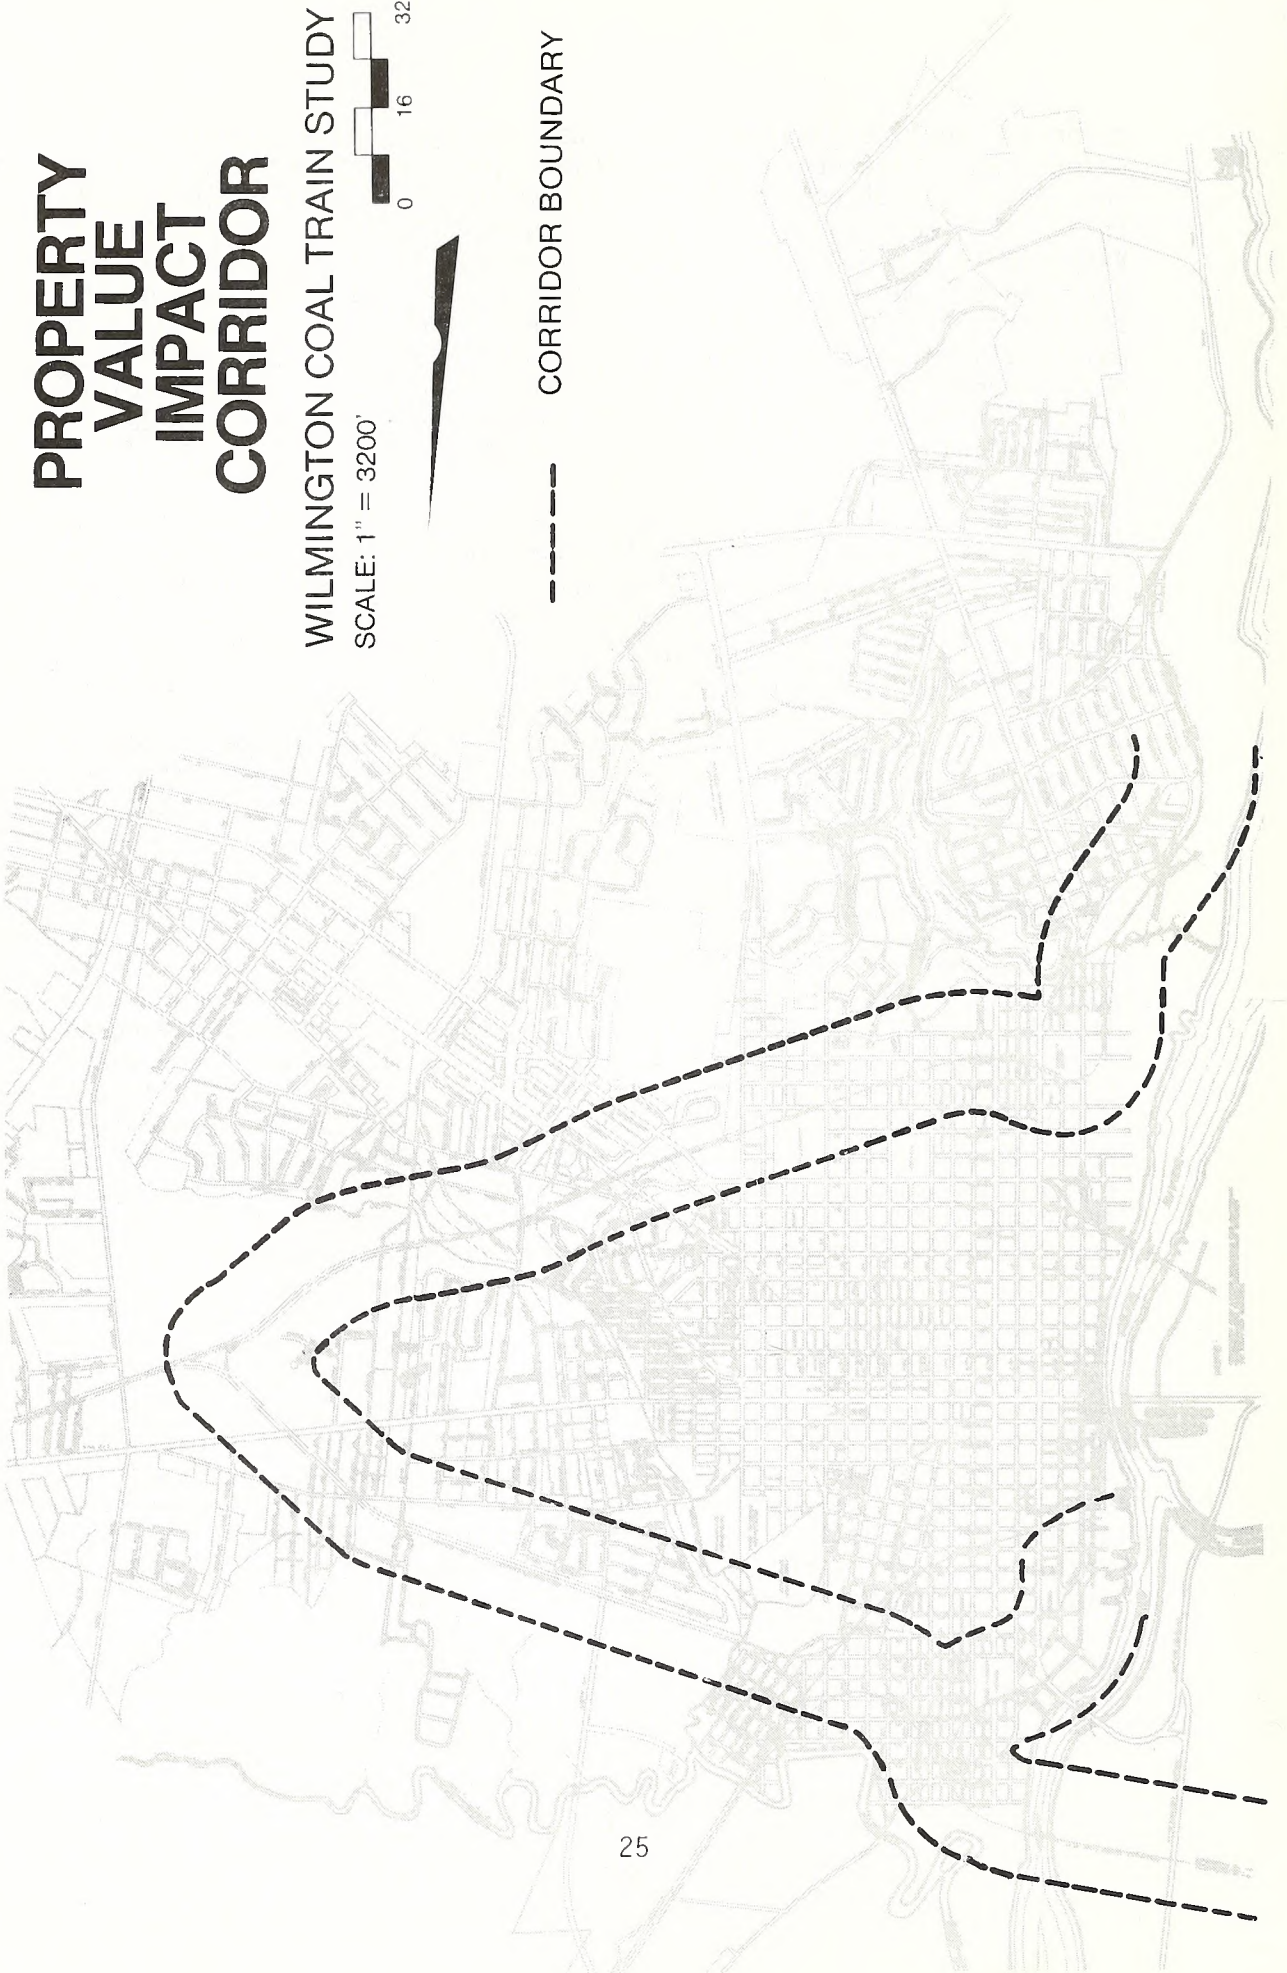 PROPERTY
VALUE
IMPACT
CORRIDOR
WILMINGTON COAL TRAIN STUDY
SCALE: 1" = 3200'
0 16 32
CORRIDOR BOUNDARY
25